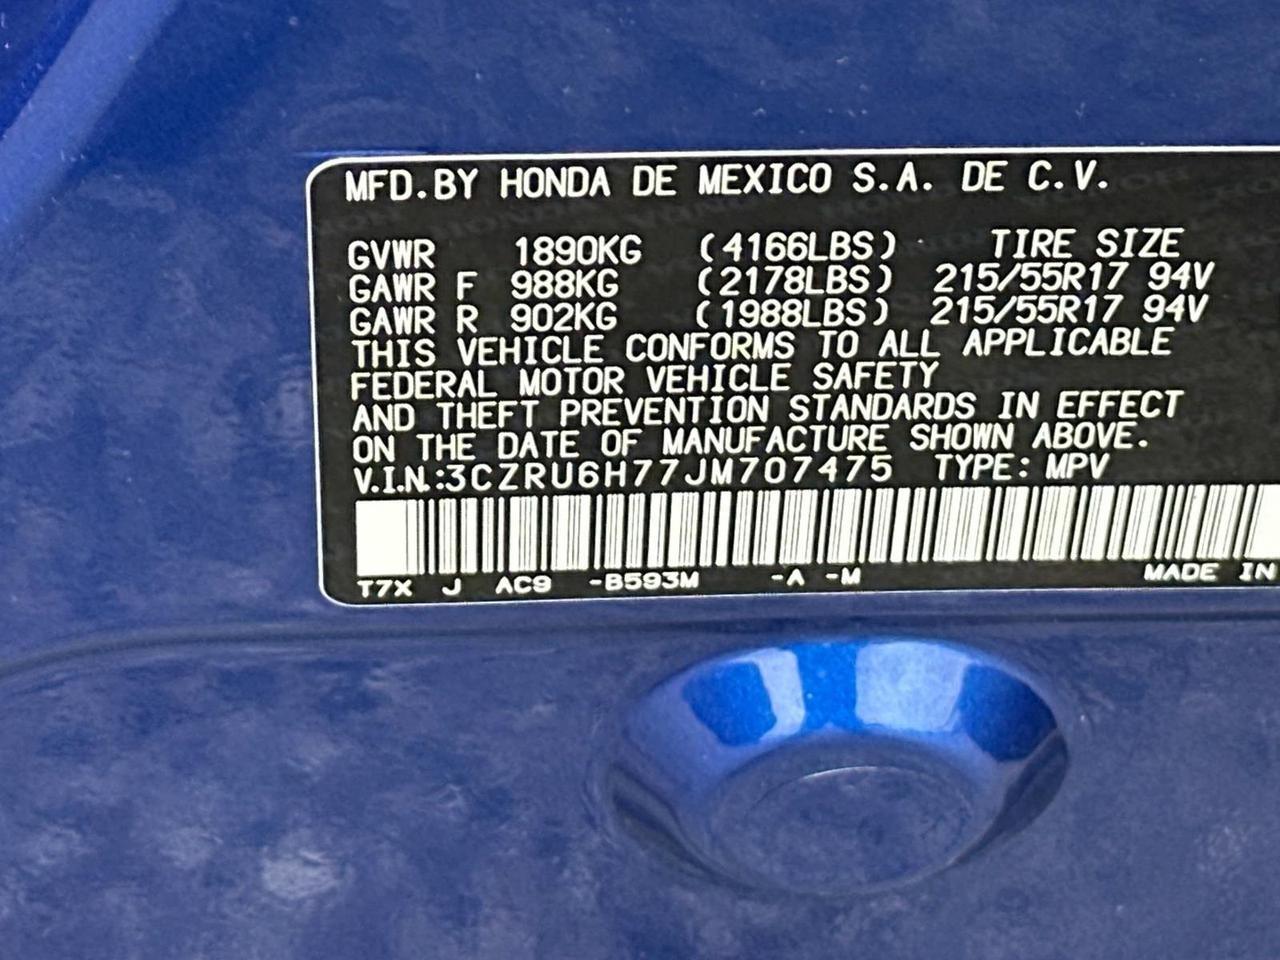 MFD.BY HONDA DE MEXICO S.A. DE C.V.
GVWR 1890KG (4166LBS) TIRE SIZE
GAWR F 988KG (2178LBS) 215/55R17 94V
GAWR R 902KG (1988LBS) 215/55R17 94V
THIS VEHICLE CONFORMS TO ALL APPLICABLE
FEDERAL MOTOR VEHICLE SAFETY
AND THEFT PREVENTION STANDARDS IN EFFECT
ON THE DATE OF MANUFACTURE SHOWN ABOVE.
V.I.N.:3CZRU6H77JM707475 TYPE: MPV
T7X J AC9 -B593M -A -M MADE IN